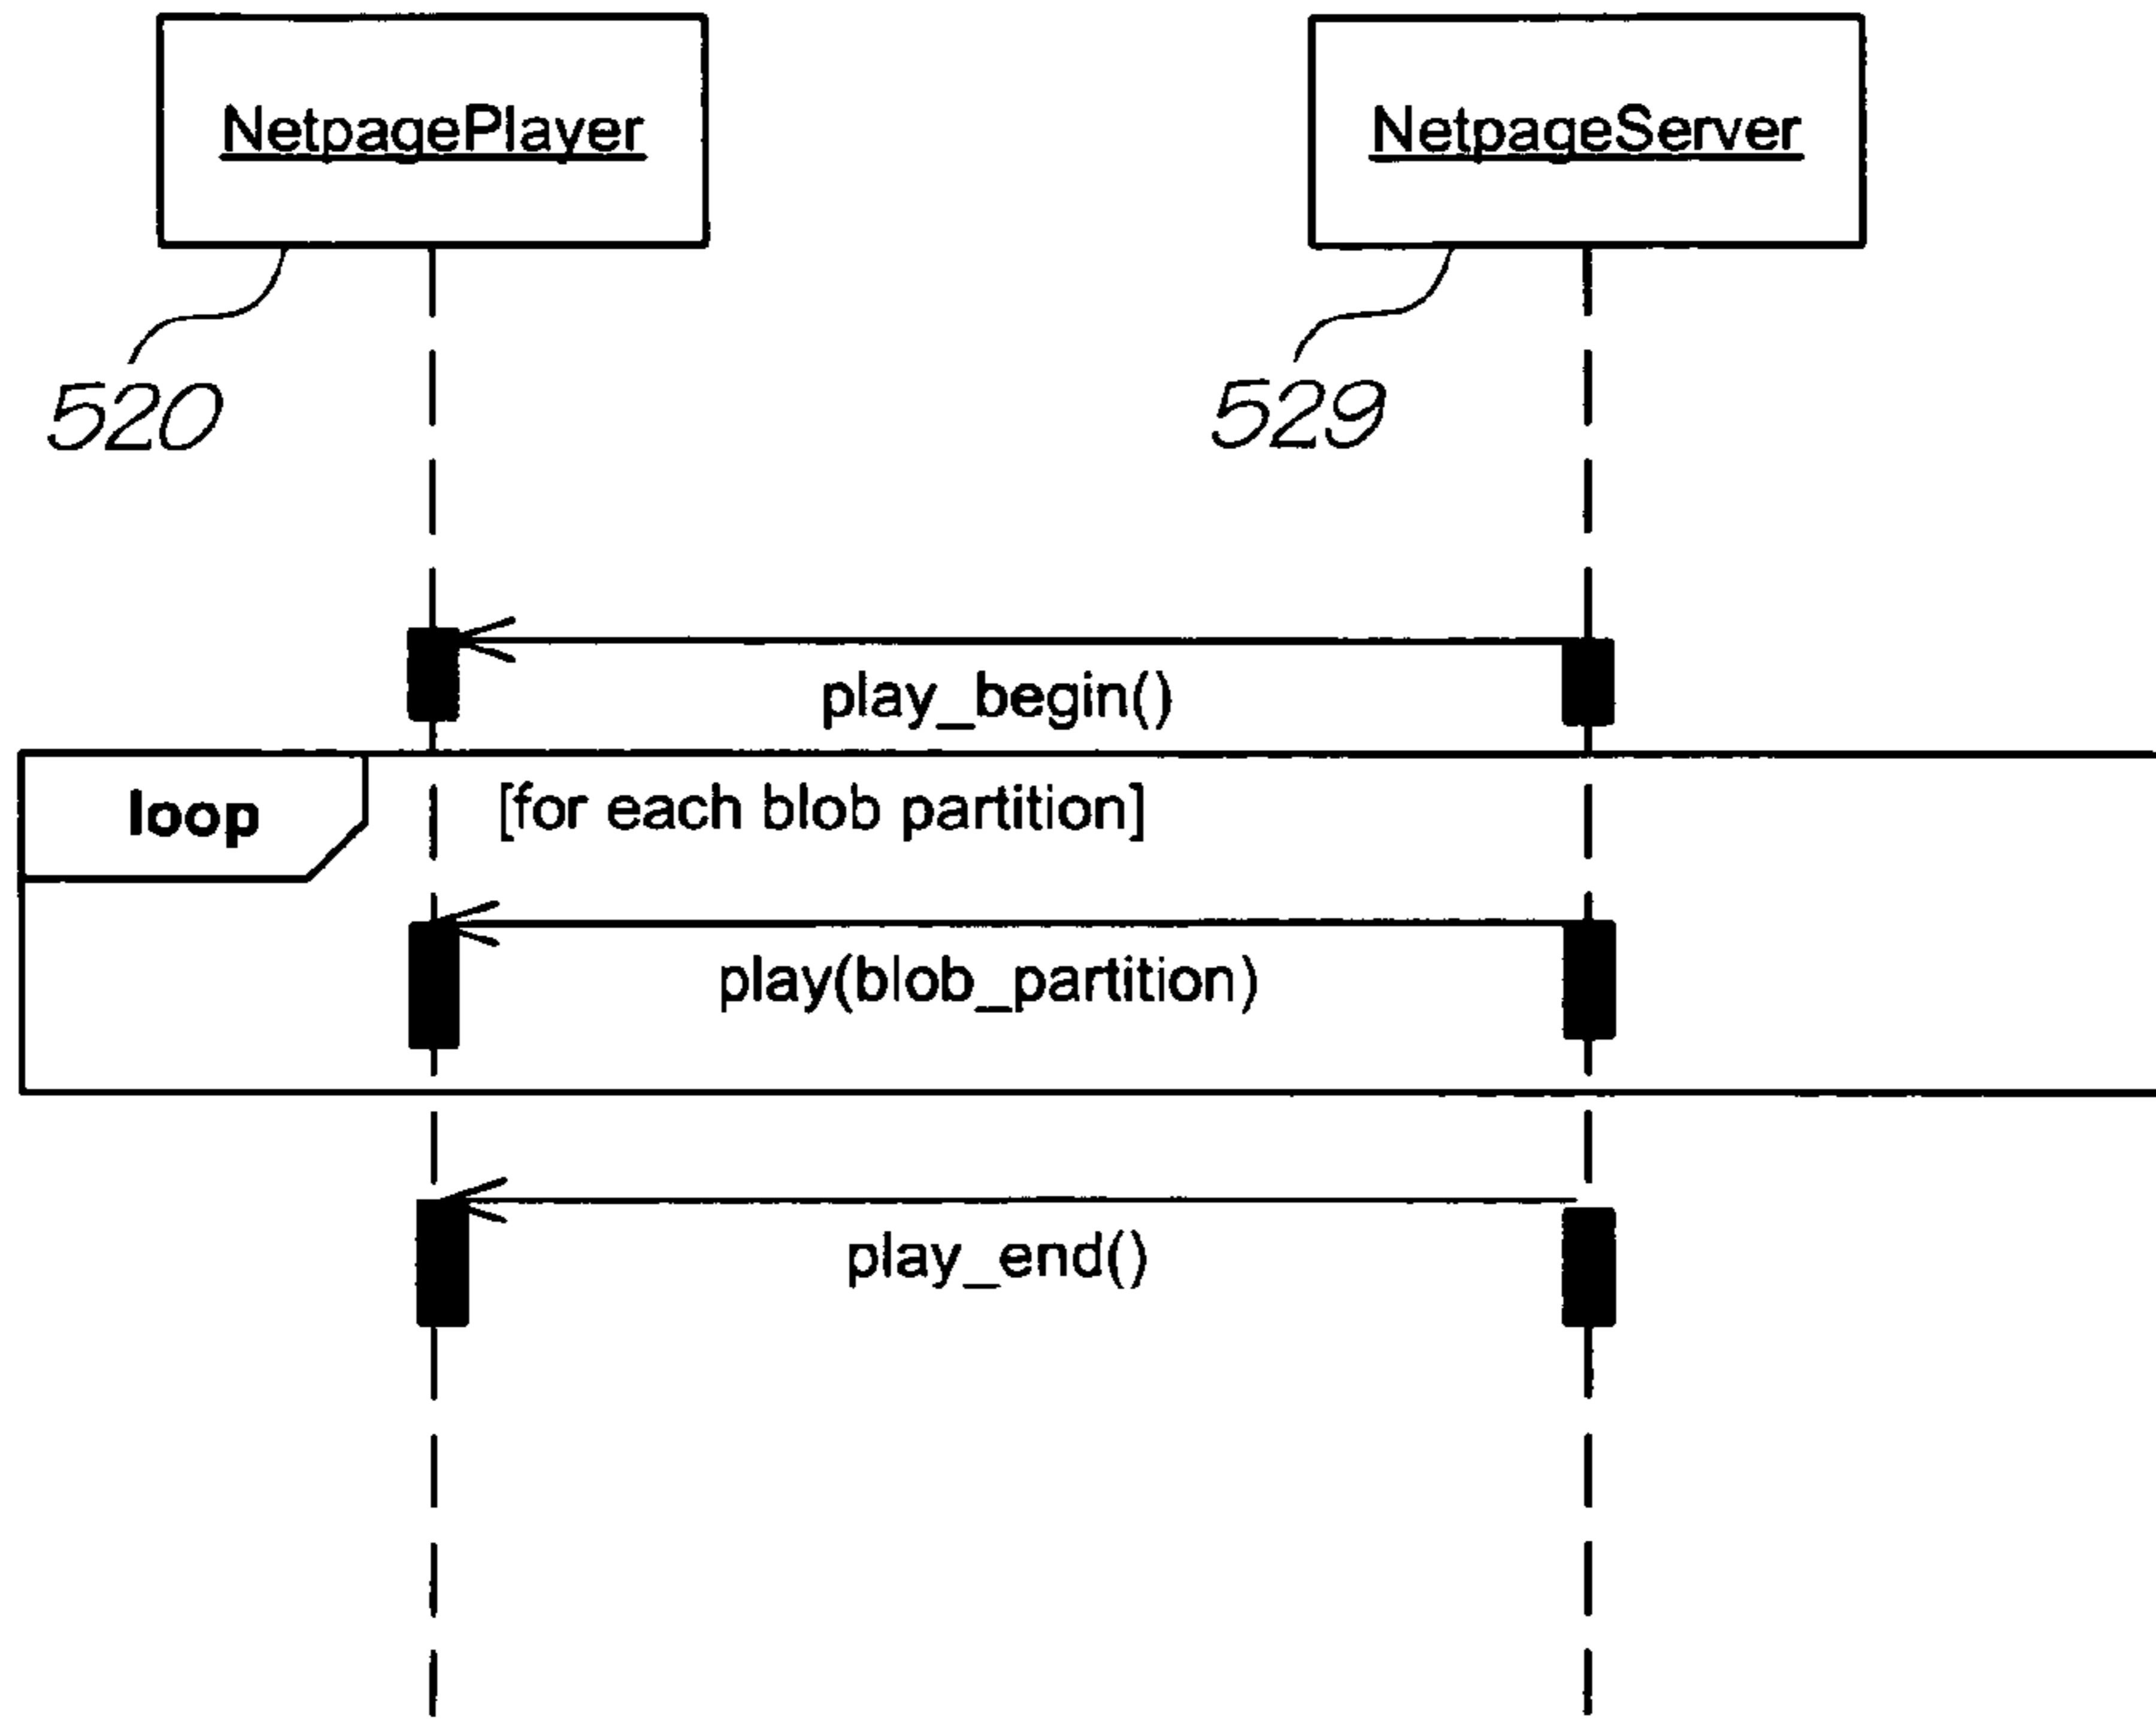 NetpagePlayer
NetpageServer
520
529
play_begin()
loop
[for each blob partition]
play(blob_partition)
play_end()